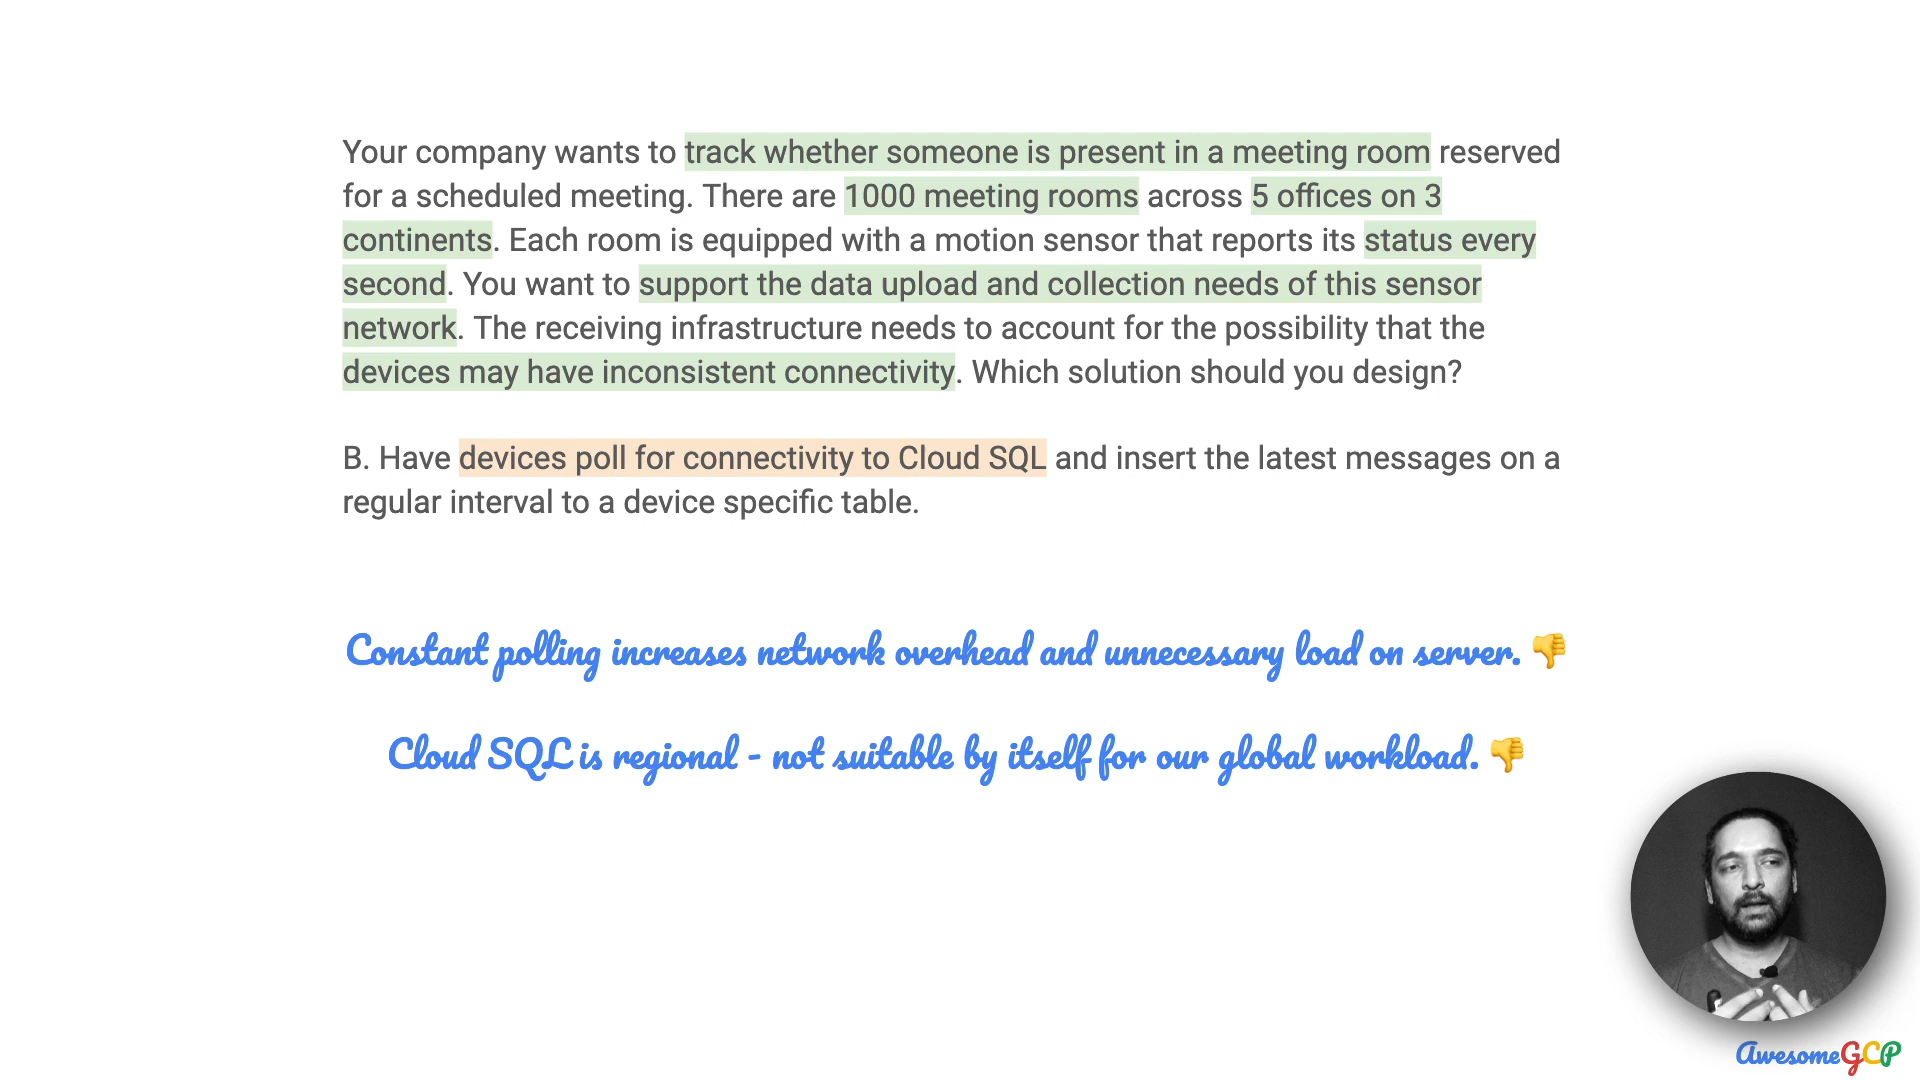 Your company wants to track whether someone is present in a meeting room reserved
for a scheduled meeting. There are 1000 meeting rooms across 5 offices on 3
continents. Each room is equipped with a motion sensor that reports its status every
second. You want to support the data upload and collection needs of this sensor
network. The receiving infrastructure needs to account for the possibility that the
devices may have inconsistent connectivity. Which solution should you design?
B. Have devices poll for connectivity to Cloud SQL and insert the latest messages on a
regular interval to a device specific table.
Constant polling increases network overhead and unnecessary load on server. 👎
Cloud SQL is regional - not suitable by itself for our global workload. 👎
AwesomeGCP